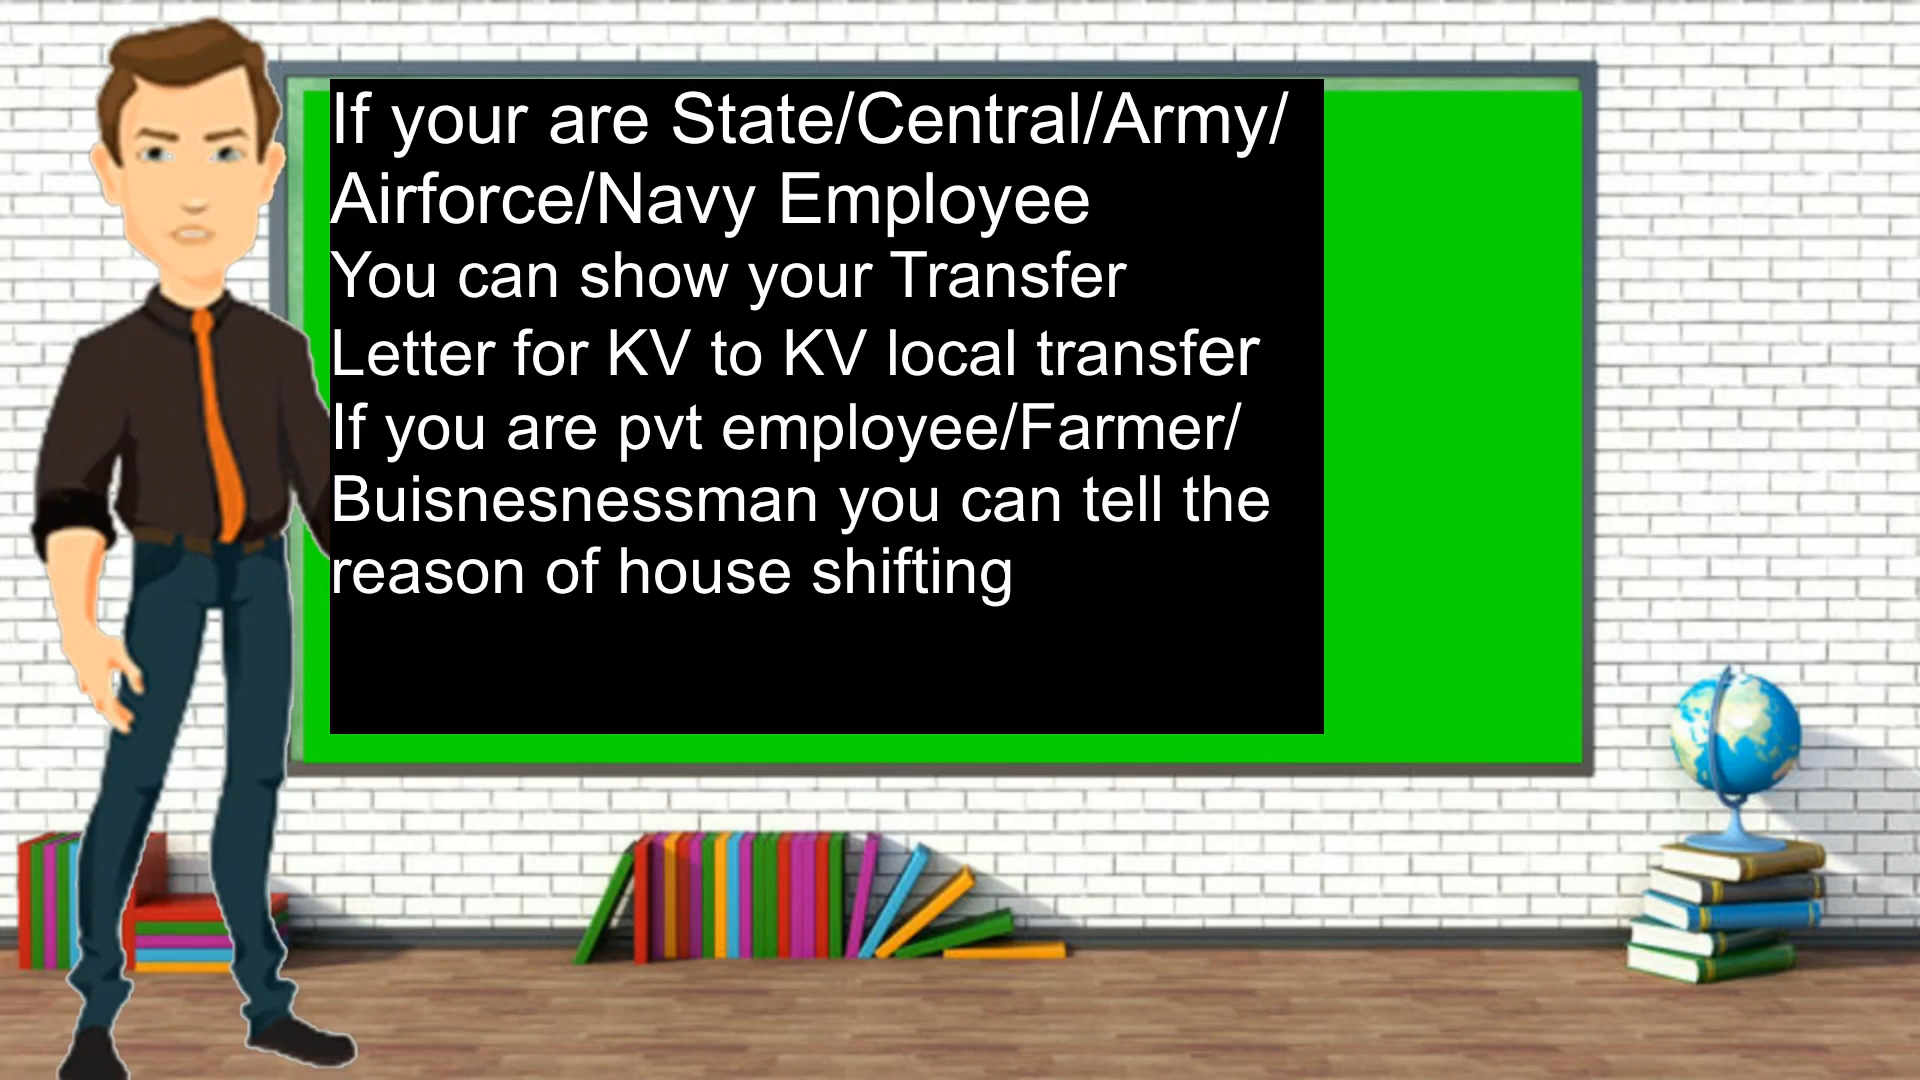 If your are State/Central/Army/
Airforce/Navy Employee
You can show your Transfer
Letter for KV to KV local transfer
If you are pvt employee/Farmer/
Buisnesnessman you can tell the
reason of house shifting